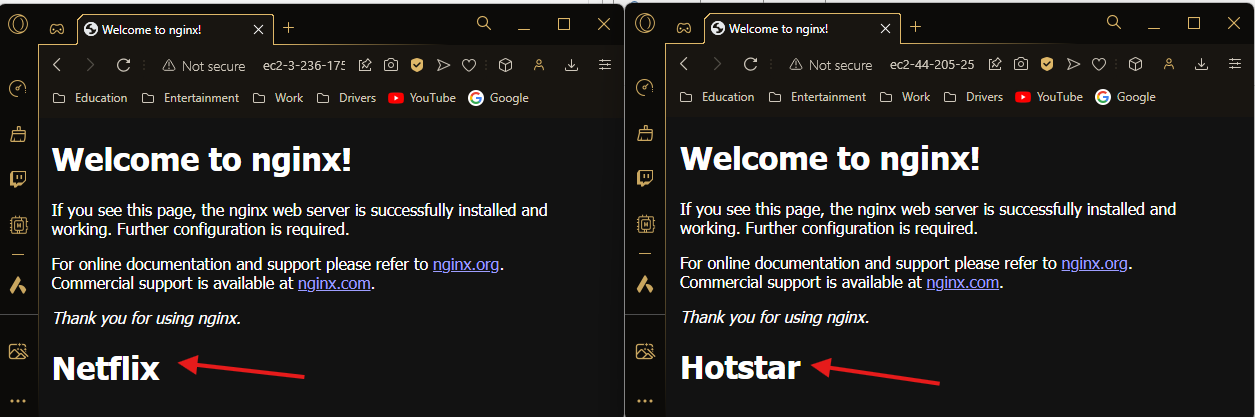 Welcome to nginx!
Not secure ec2-3-236-175
Education Entertainment Work Drivers YouTube Google
Welcome to nginx!
If you see this page, the nginx web server is successfully installed and
working. Further configuration is required.
For online documentation and support please refer to nginx.org.
Commercial support is available at nginx.com.
Thank you for using nginx.
Netflix
Welcome to nginx!
Not secure ec2-44-205-25
Education Entertainment Work Drivers YouTube Google
Welcome to nginx!
If you see this page, the nginx web server is successfully installed and
working. Further configuration is required.
For online documentation and support please refer to nginx.org.
Commercial support is available at nginx.com.
Thank you for using nginx.
Hotstar